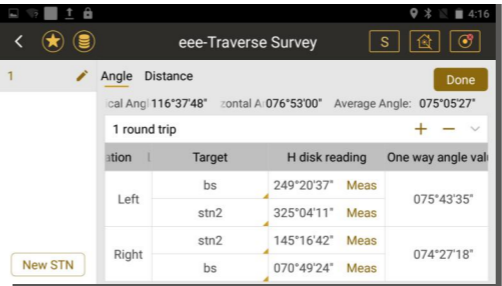 4:16
eee-Traverse Survey
S
1
Angle Distance
Done
ical Angl 116°37'48" zontal A 076°53'00" Average Angle: 075°05'27"
1 round trip
ation Target H disk reading One way angle val
Left
bs 249°20'37" Meas
075°43'35"
stn2 325°04'11" Meas
Right
stn2 145°16'42" Meas
074°27'18"
bs 070°49'24" Meas
New STN